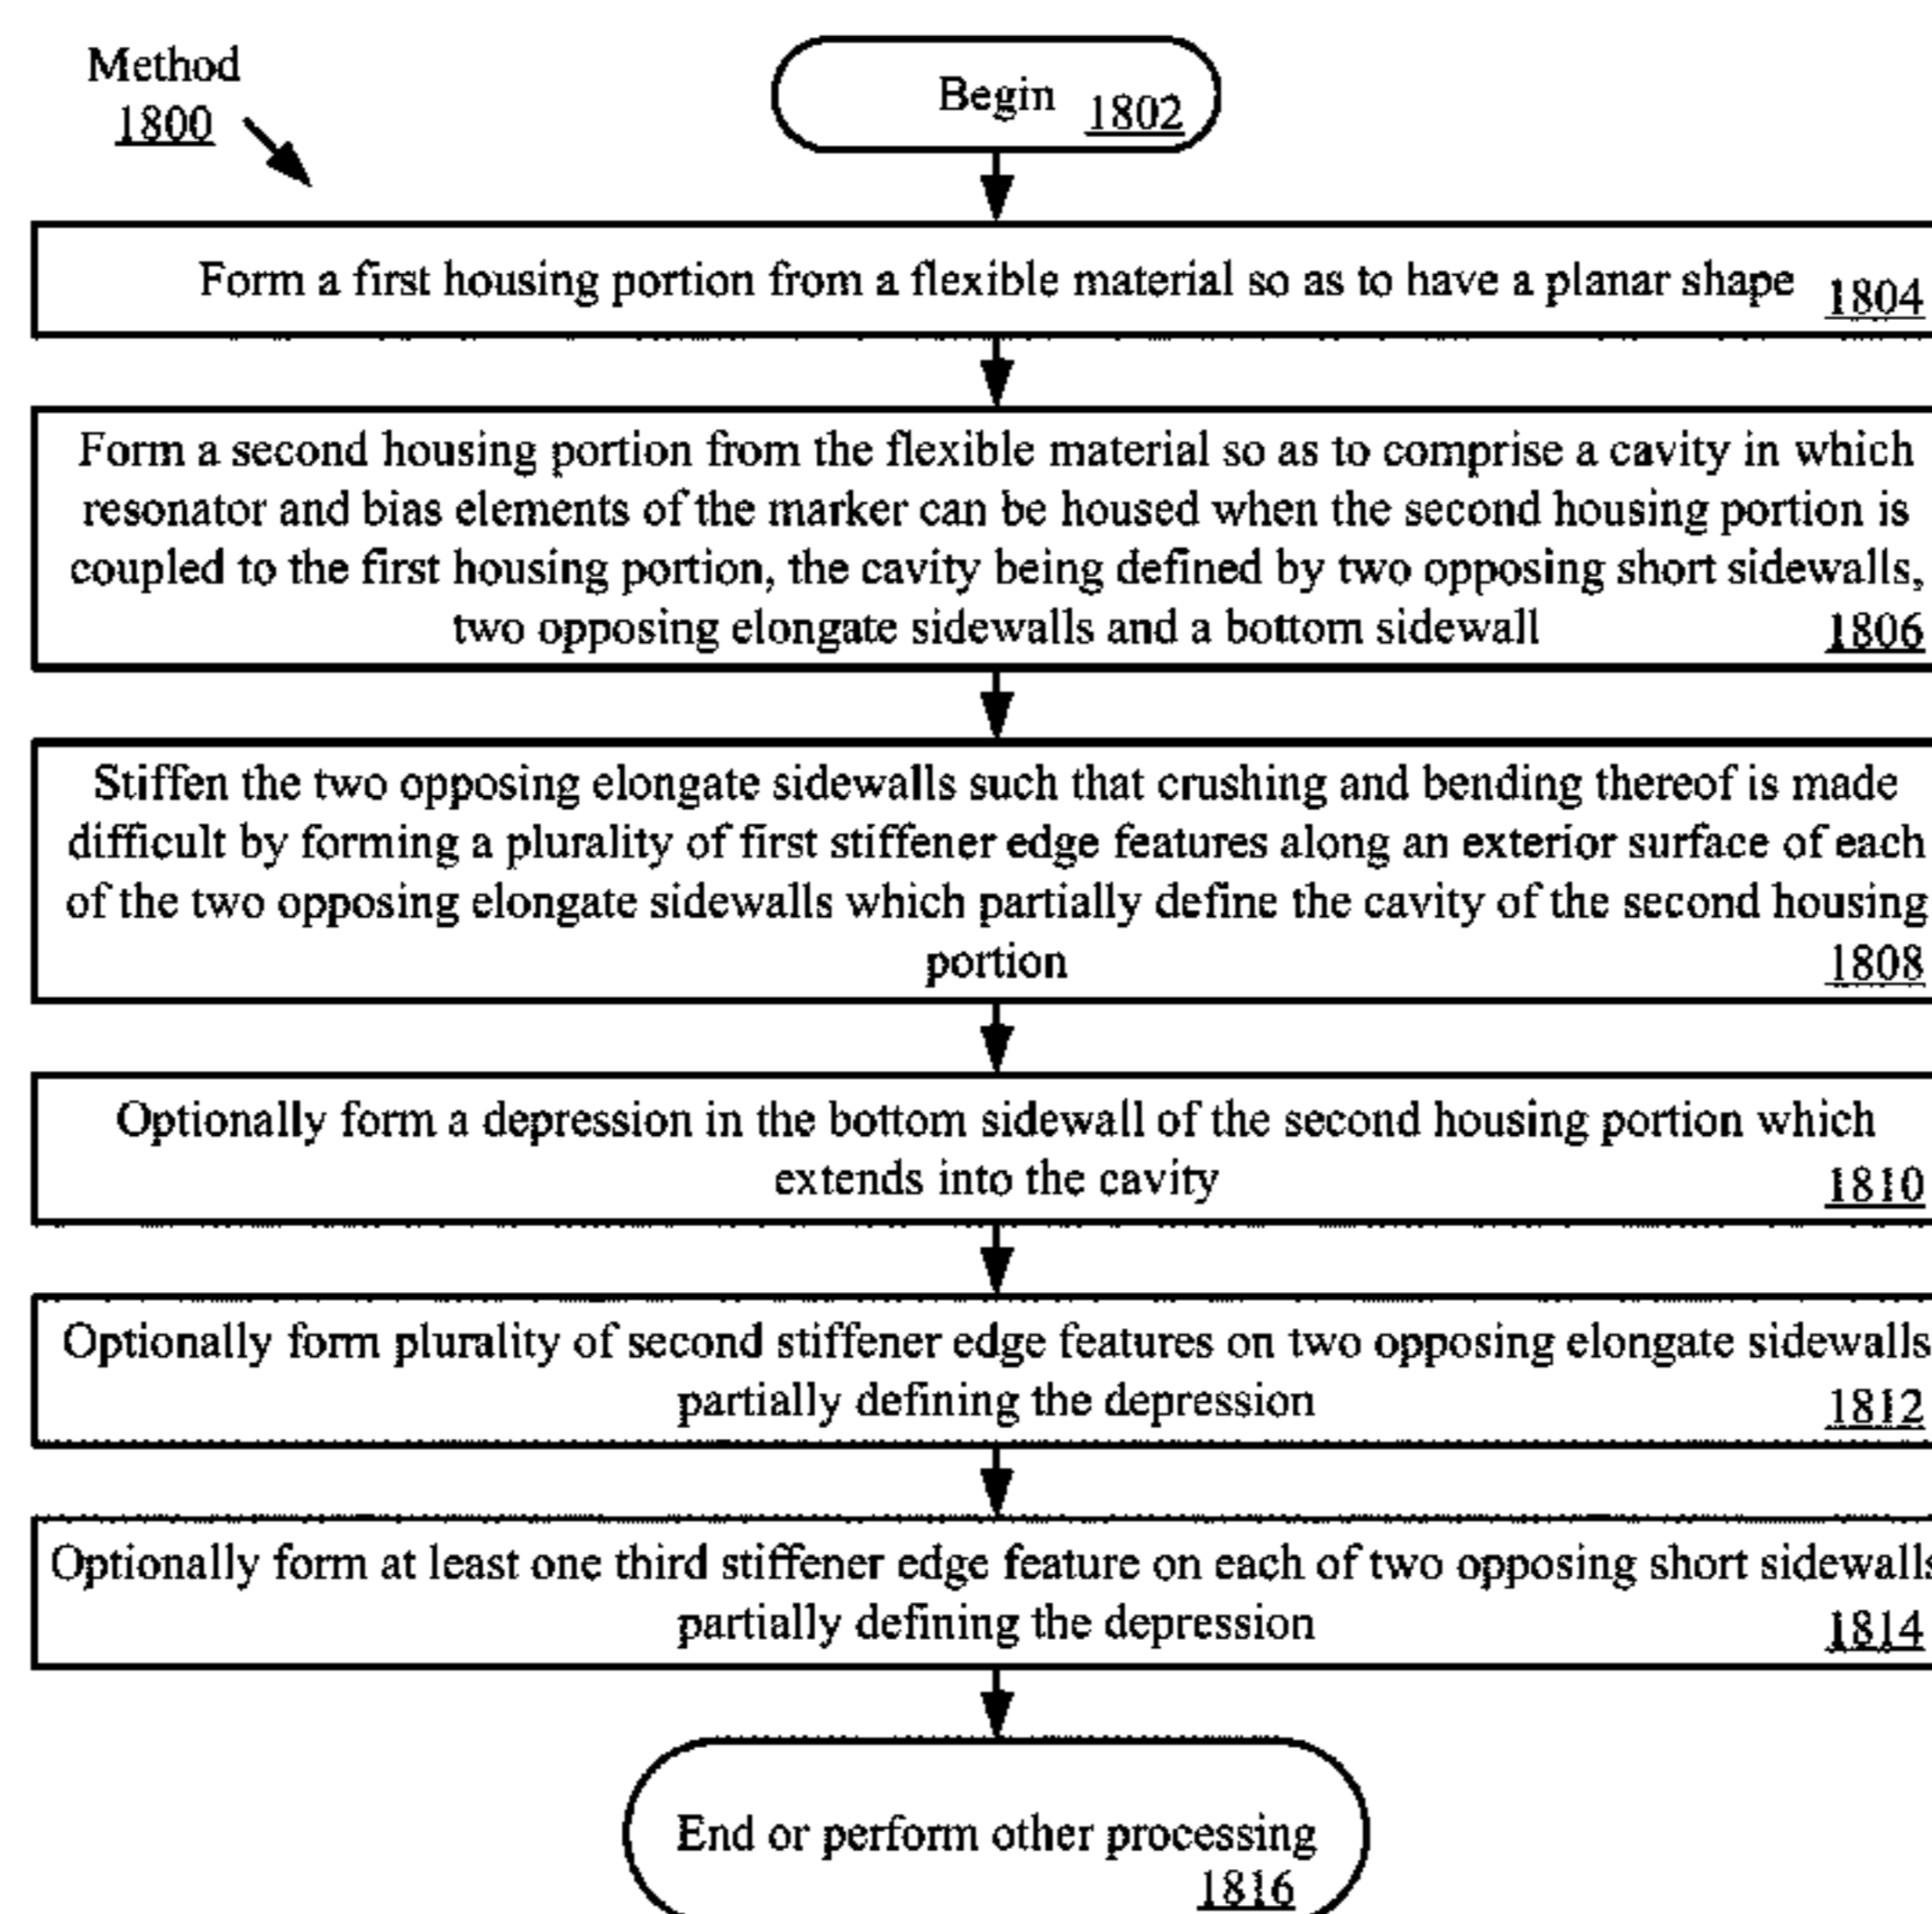 Method
1800
Begin 1802
Form a first housing portion from a flexible material so as to have a planar shape 1804
Form a second housing portion from the flexible material so as to comprise a cavity in which
resonator and bias elements of the marker can be housed when the second housing portion is
coupled to the first housing portion, the cavity being defined by two opposing short sidewalls,
two opposing elongate sidewalls and a bottom sidewall 1806
Stiffen the two opposing elongate sidewalls such that crushing and bending thereof is made
difficult by forming a plurality of first stiffener edge features along an exterior surface of each
of the two opposing elongate sidewalls which partially define the cavity of the second housing
portion 1808
Optionally form a depression in the bottom sidewall of the second housing portion which
extends into the cavity 1810
Optionally form plurality of second stiffener edge features on two opposing elongate sidewalls
partially defining the depression 1812
Optionally form at least one third stiffener edge feature on each of two opposing short sidewalls
partially defining the depression 1814
End or perform other processing
1816